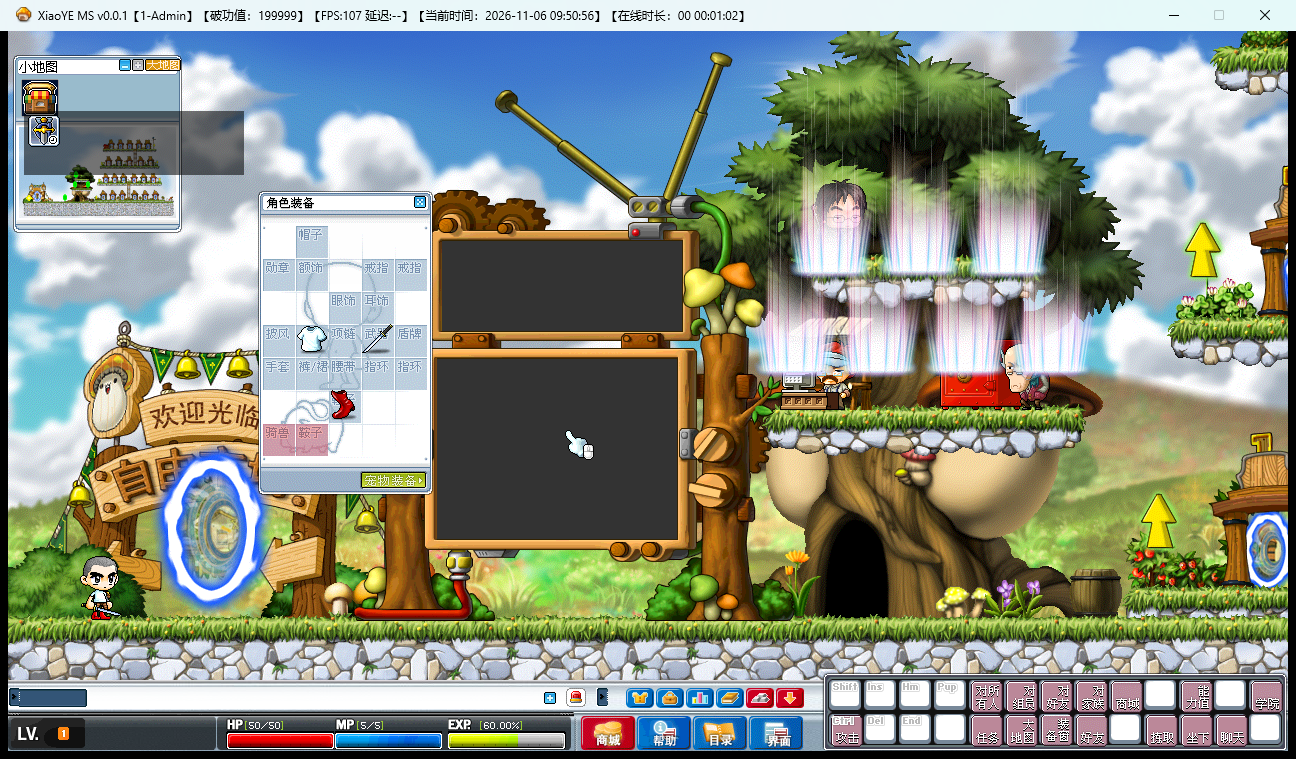 XiaoYE MS v0.0.1【1-Admin】【破功值：199999】【FPS:107 延迟:--】【当前时间：2026-11-06 09:50:56】【在线时长：00 00:01:02】
小地图
大地图
角色装备
帽子
勋章 额饰 戒指 戒指
眼饰 耳饰
披风 项链 武器 盾牌
手套 裤/裙 腰带 指环 指环
骑兽 鞍子
宠物装备
欢迎光临
自由
LV. 1
HP [50/50]
MP [5/5]
EXP. [60.00%]
商城
帮助
目录
界面
Shift Ins Hm Pup 对所有人 对组员 对好友 对家族 商城 能力值 学院
Ctrl 攻击 Del End 任务 大地图 装备窗 好友 拣取 坐下 聊天